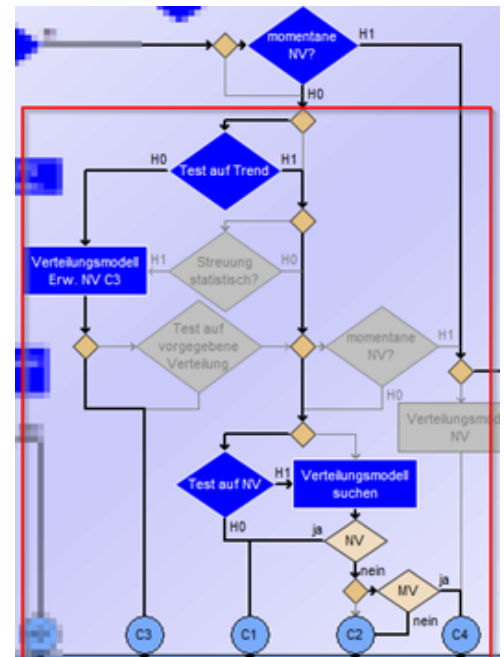 momentane
NV?
H1
H0
Test auf Trend
H0
H1
Streuung
statistisch?
H1
H0
Verteilungsmodell
Erw. NV C3
Test auf
vorgegebene
Verteilung
momentane
NV?
H1
H0
Verteilungsmod
NV
Test auf NV
H1
H0
Verteilungsmodell
suchen
ja
NV
nein
MV
ja
nein
C3
C1
C2
C4